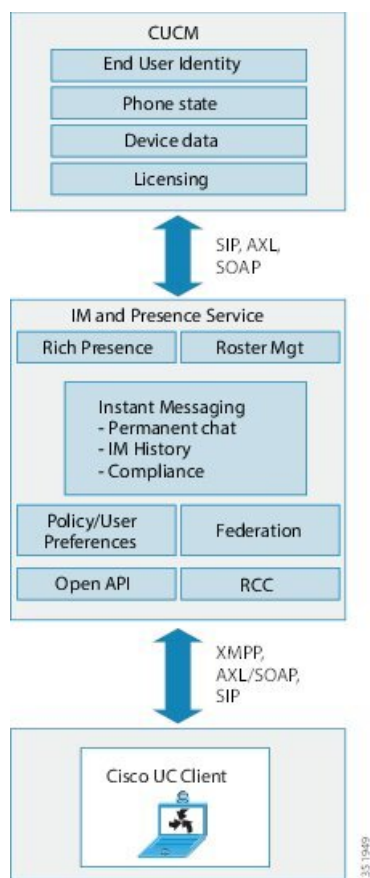 CUCM
End User Identity
Phone state
Device data
Licensing
SIP, AXL,
SOAP
IM and Presence Service
Rich Presence
Roster Mgt
Instant Messaging
- Permanent chat
- IM History
- Compliance
Policy/User
Preferences
Federation
Open API
RCC
XMPP,
AXL/SOAP,
SIP
Cisco UC Client
351949